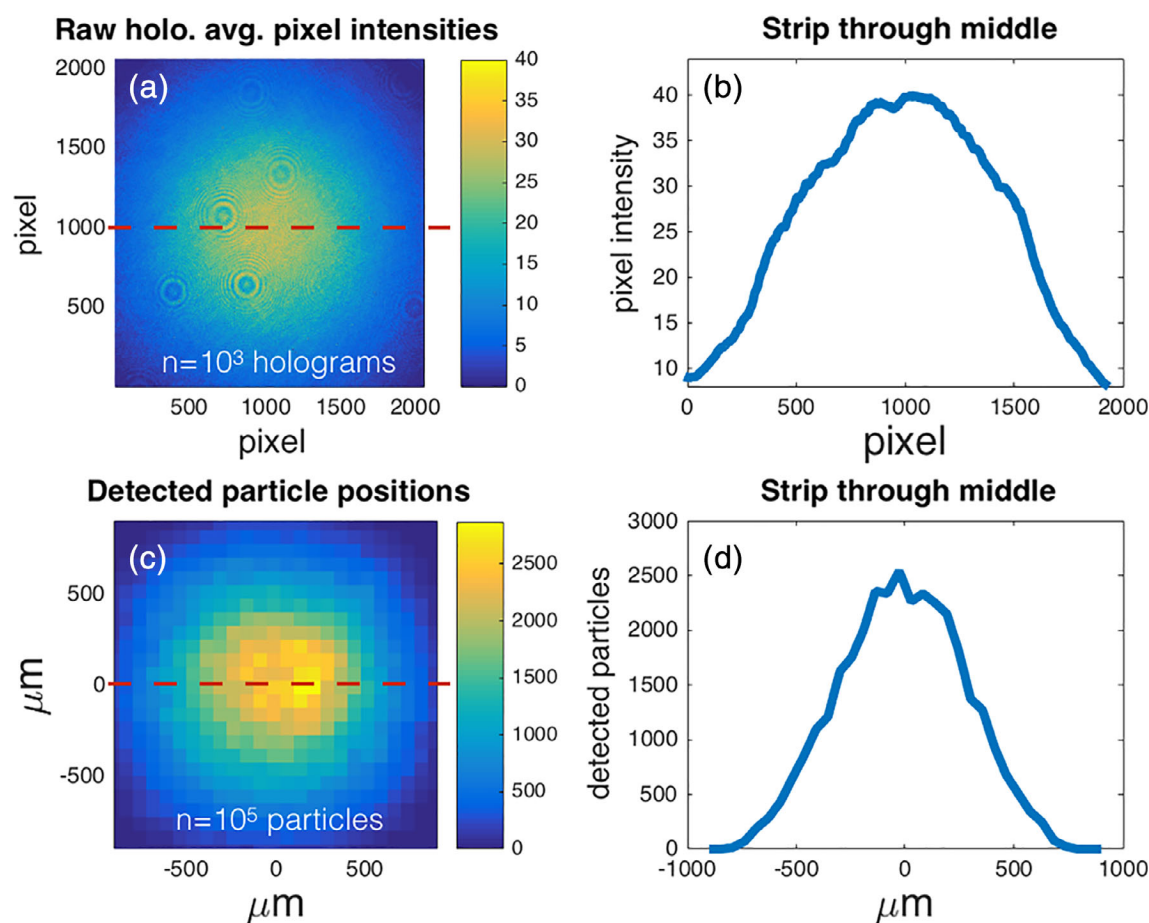 Raw holo. avg. pixel intensities
(a)
2000
1500
1000
500
pixel
n=10³ holograms
500 1000 1500 2000
pixel
40
35
30
25
20
15
10
5
0
Strip through middle
(b)
40
35
30
25
20
15
10
pixel intensity
0 500 1000 1500 2000
pixel
Detected particle positions
(c)
500
0
-500
μm
n=10⁵ particles
-500 0 500
μm
2500
2000
1500
1000
500
0
Strip through middle
(d)
3000
2500
2000
1500
1000
500
0
detected particles
-1000 -500 0 500 1000
μm